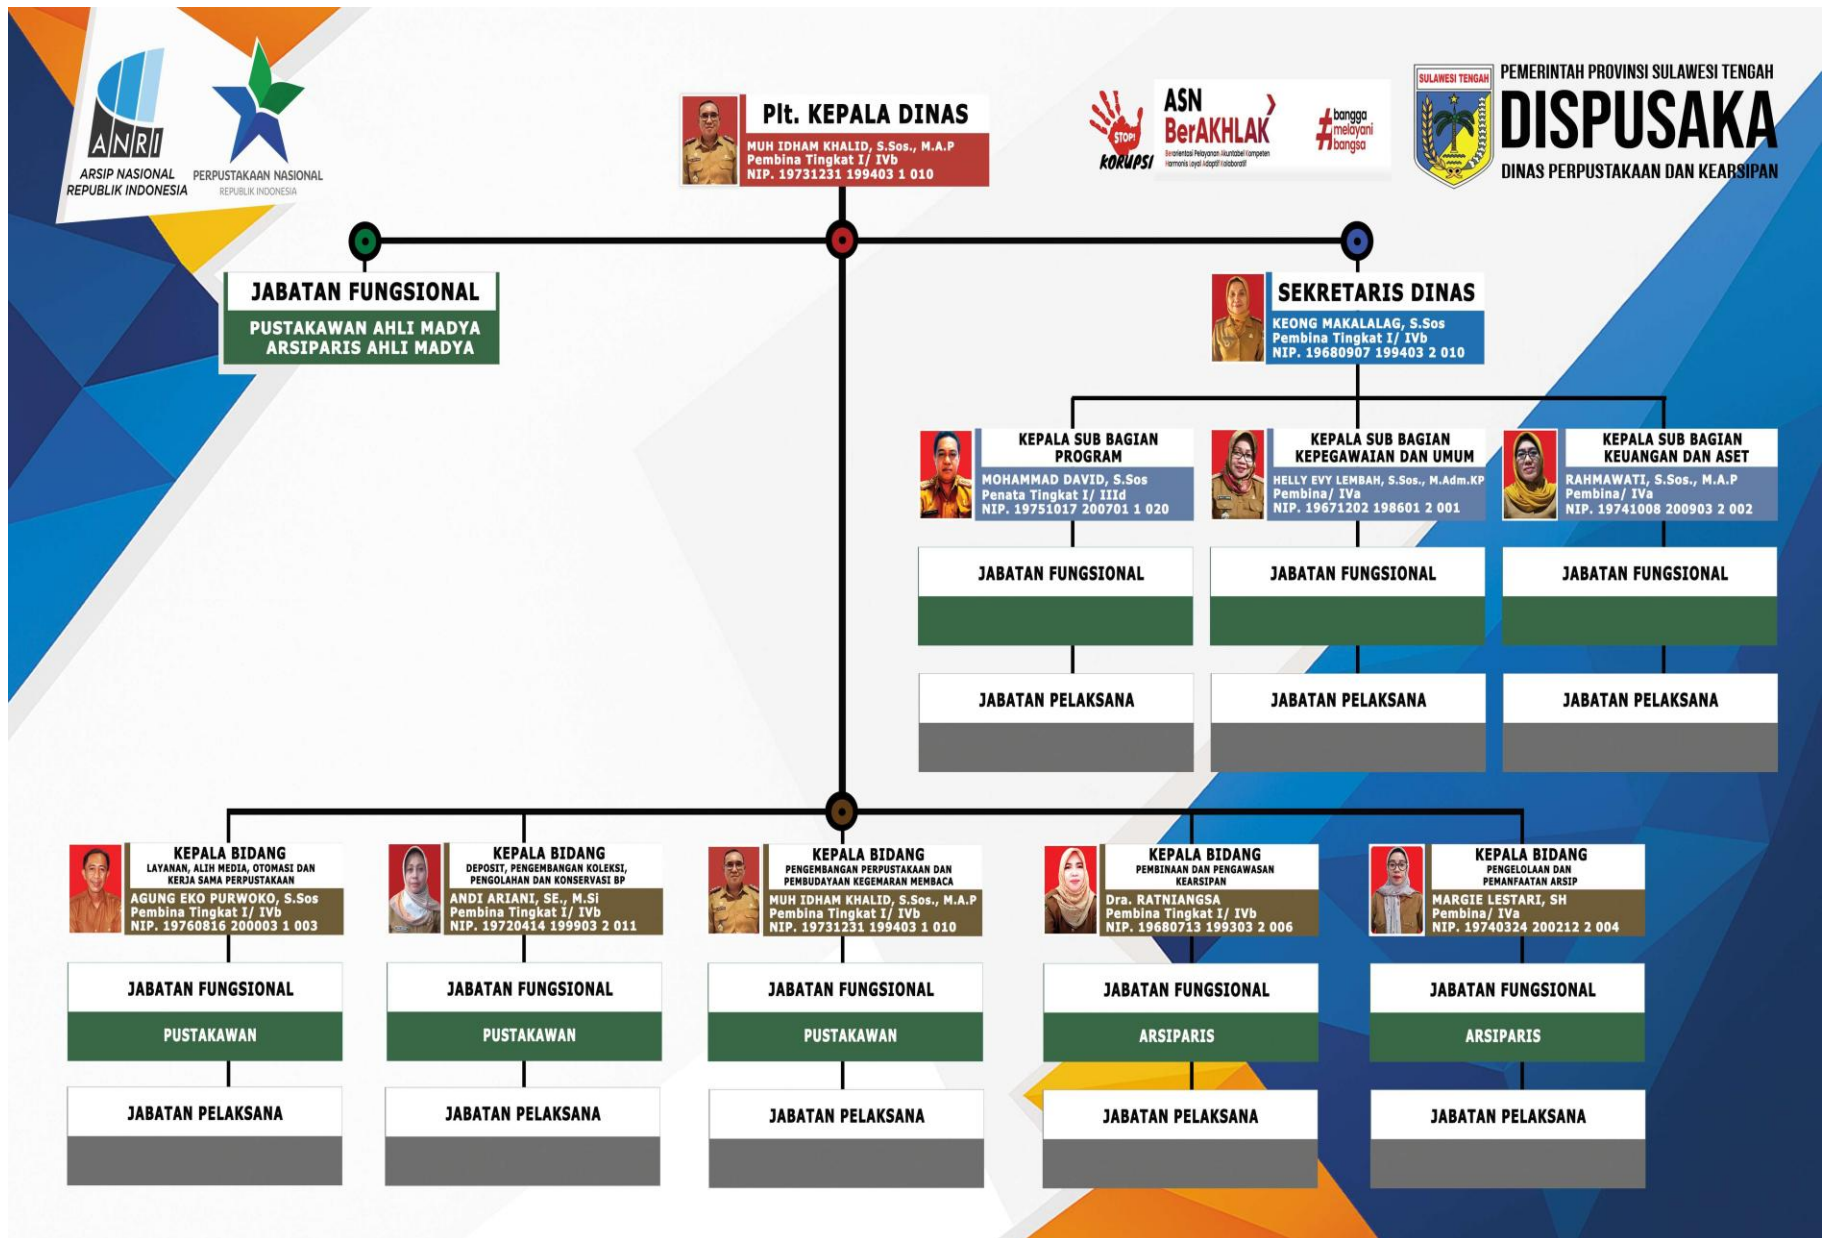 ANRI
ARSIP NASIONAL
REPUBLIK INDONESIA
PERPUSTAKAAN NASIONAL
REPUBLIK INDONESIA
Plt. KEPALA DINAS
MUH IDHAM KHALID, S.Sos., M.A.P
Pembina Tingkat I/ IVb
NIP. 19731231 199403 1 010
STOP!
KORUPSI
ASN
BerAKHLAK
Berorientasi Pelayanan Akuntabel Kompeten
Harmonis Loyal Adaptif Kolaboratif
#bangga
melayani
bangsa
SULAWESI TENGAH
PEMERINTAH PROVINSI SULAWESI TENGAH
DISPUSAKA
DINAS PERPUSTAKAAN DAN KEARSIPAN
JABATAN FUNGSIONAL
PUSTAKAWAN AHLI MADYA
ARSIPARIS AHLI MADYA
SEKRETARIS DINAS
KEONG MAKALALAG, S.Sos
Pembina Tingkat I/ IVb
NIP. 19680907 199403 2 010
KEPALA SUB BAGIAN
PROGRAM
MOHAMMAD DAVID, S.Sos
Penata Tingkat I/ IIId
NIP. 19751017 200701 1 020
KEPALA SUB BAGIAN
KEPEGAWAIAN DAN UMUM
HELLY EVY LEMBAH, S.Sos., M.Adm.KP
Pembina/ IVa
NIP. 19671202 198601 2 001
KEPALA SUB BAGIAN
KEUANGAN DAN ASET
RAHMAWATI, S.Sos., M.A.P
Pembina/ IVa
NIP. 19741008 200903 2 002
JABATAN FUNGSIONAL
JABATAN FUNGSIONAL
JABATAN FUNGSIONAL
JABATAN PELAKSANA
JABATAN PELAKSANA
JABATAN PELAKSANA
KEPALA BIDANG
LAYANAN, ALIH MEDIA, OTOMASI DAN
KERJA SAMA PERPUSTAKAAN
AGUNG EKO PURWOKO, S.Sos
Pembina Tingkat I/ IVb
NIP. 19760816 200003 1 003
KEPALA BIDANG
DEPOSIT, PENGEMBANGAN KOLEKSI,
PENGOLAHAN DAN KONSERVASI BP
ANDI ARIANI, SE., M.Si
Pembina Tingkat I/ IVb
NIP. 19720414 199903 2 011
KEPALA BIDANG
PENGEMBANGAN PERPUSTAKAAN DAN
PEMBUDAYAAN KEGEMARAN MEMBACA
MUH IDHAM KHALID, S.Sos., M.A.P
Pembina Tingkat I/ IVb
NIP. 19731231 199403 1 010
KEPALA BIDANG
PEMBINAAN DAN PENGAWASAN
KEARSIPAN
Dra. RATNIANGSA
Pembina Tingkat I/ IVb
NIP. 19680713 199303 2 006
KEPALA BIDANG
PENGELOLAAN DAN
PEMANFAATAN ARSIP
MARGIE LESTARI, SH
Pembina/ IVa
NIP. 19740324 200212 2 004
JABATAN FUNGSIONAL
PUSTAKAWAN
JABATAN FUNGSIONAL
PUSTAKAWAN
JABATAN FUNGSIONAL
PUSTAKAWAN
JABATAN FUNGSIONAL
ARSIPARIS
JABATAN FUNGSIONAL
ARSIPARIS
JABATAN PELAKSANA
JABATAN PELAKSANA
JABATAN PELAKSANA
JABATAN PELAKSANA
JABATAN PELAKSANA